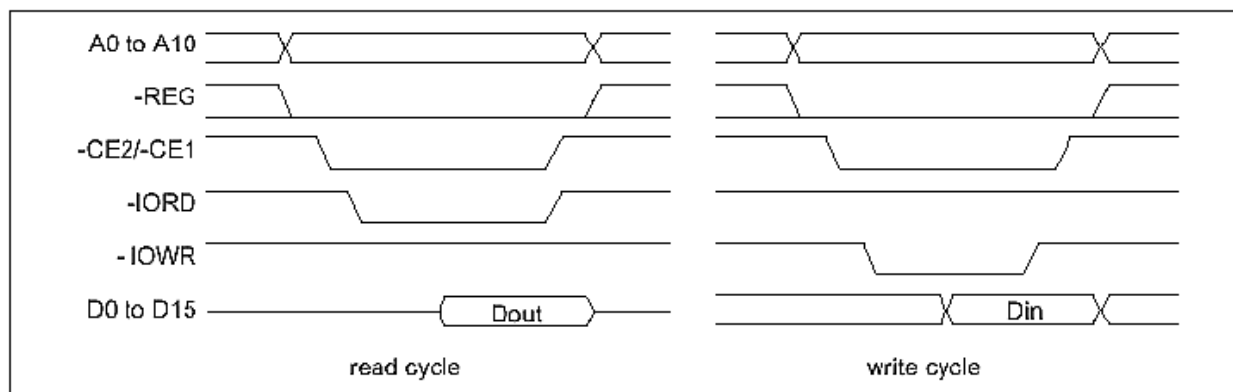 A0 to A10
-REG
-CE2/-CE1
-IORD
-IOWR
D0 to D15
Dout
Din
read cycle
write cycle